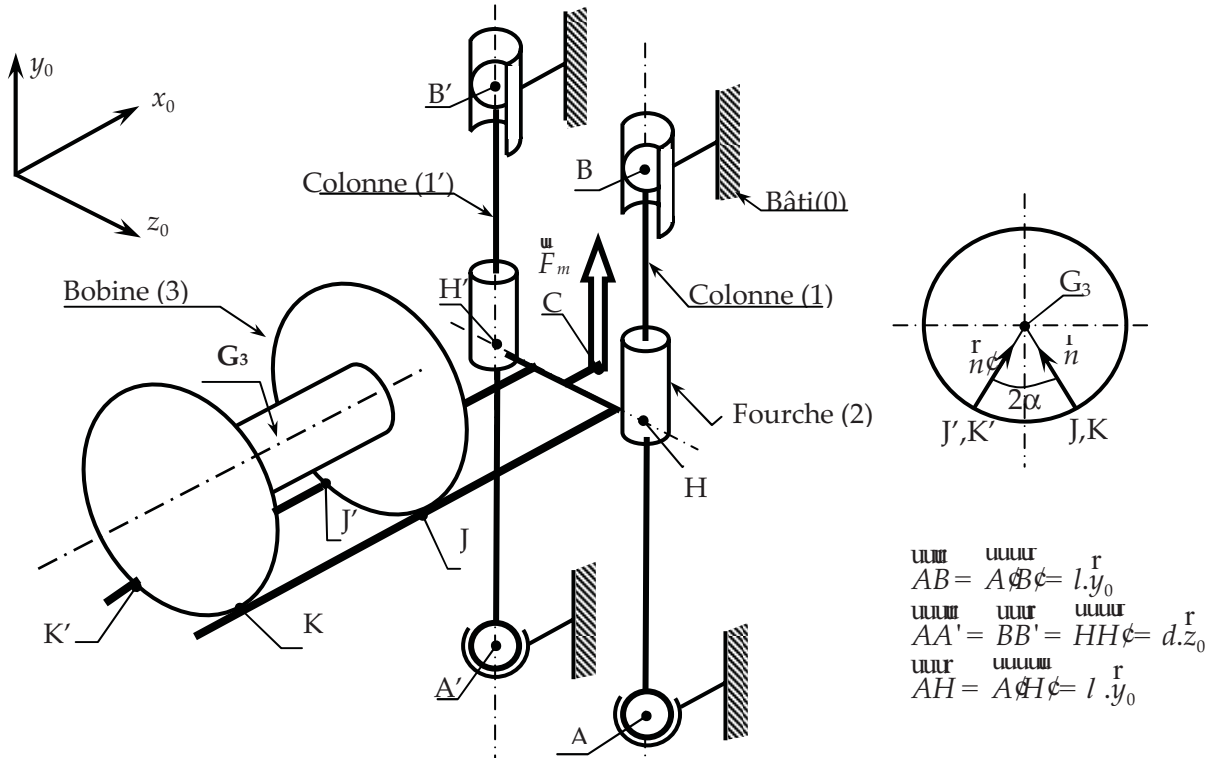 y₀
x₀
z₀
B'
B
Colonne (1')
Bâti(0)
F m
H'
C
Colonne (1)
Bobine (3)
G₃
Fourche (2)
H
J'
J
K'
K
A'
A
G₃
n¢
n
2α
J',K'
J,K
AB = A¢B¢= l.y₀
AA' = BB' = HH¢= d.z₀
AH = A¢H¢= l .y₀